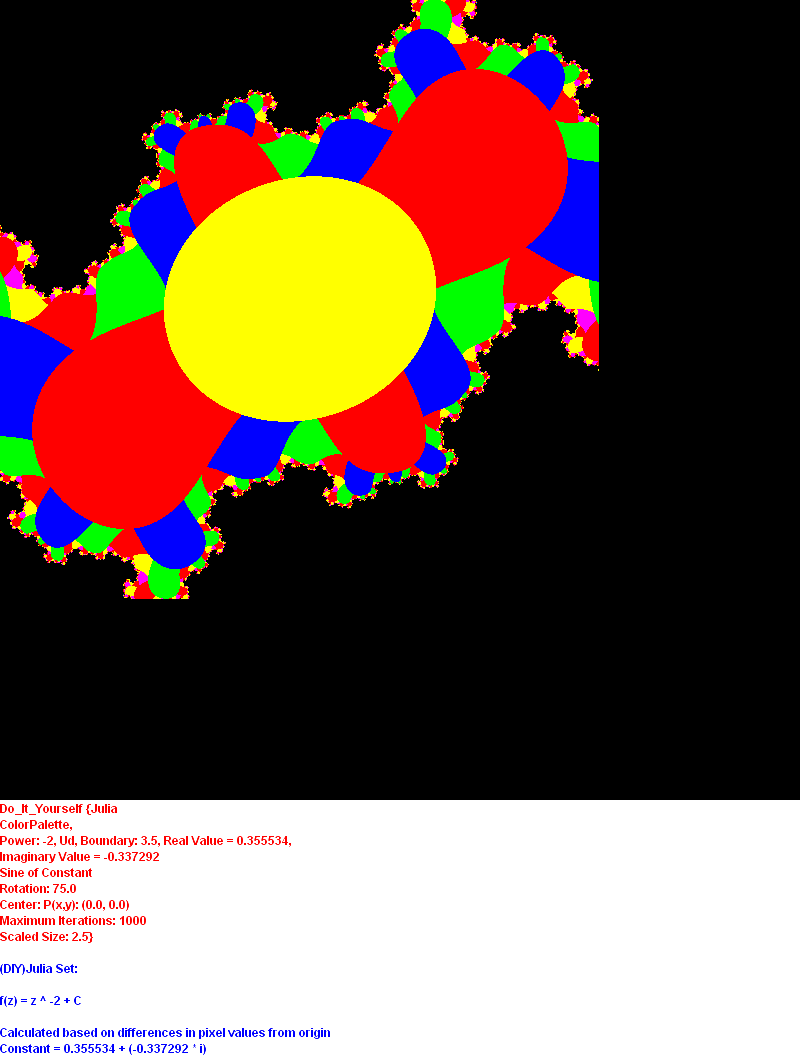 Do_It_Yourself {Julia
ColorPalette,
Power: -2, Ud, Boundary: 3.5, Real Value = 0.355534,
Imaginary Value = -0.337292
Sine of Constant
Rotation: 75.0
Center: P(x,y): (0.0, 0.0)
Maximum Iterations: 1000
Scaled Size: 2.5}
(DIY)Julia Set:
f(z) = z ^ -2 + C
Calculated based on differences in pixel values from origin
Constant = 0.355534 + (-0.337292 * i)